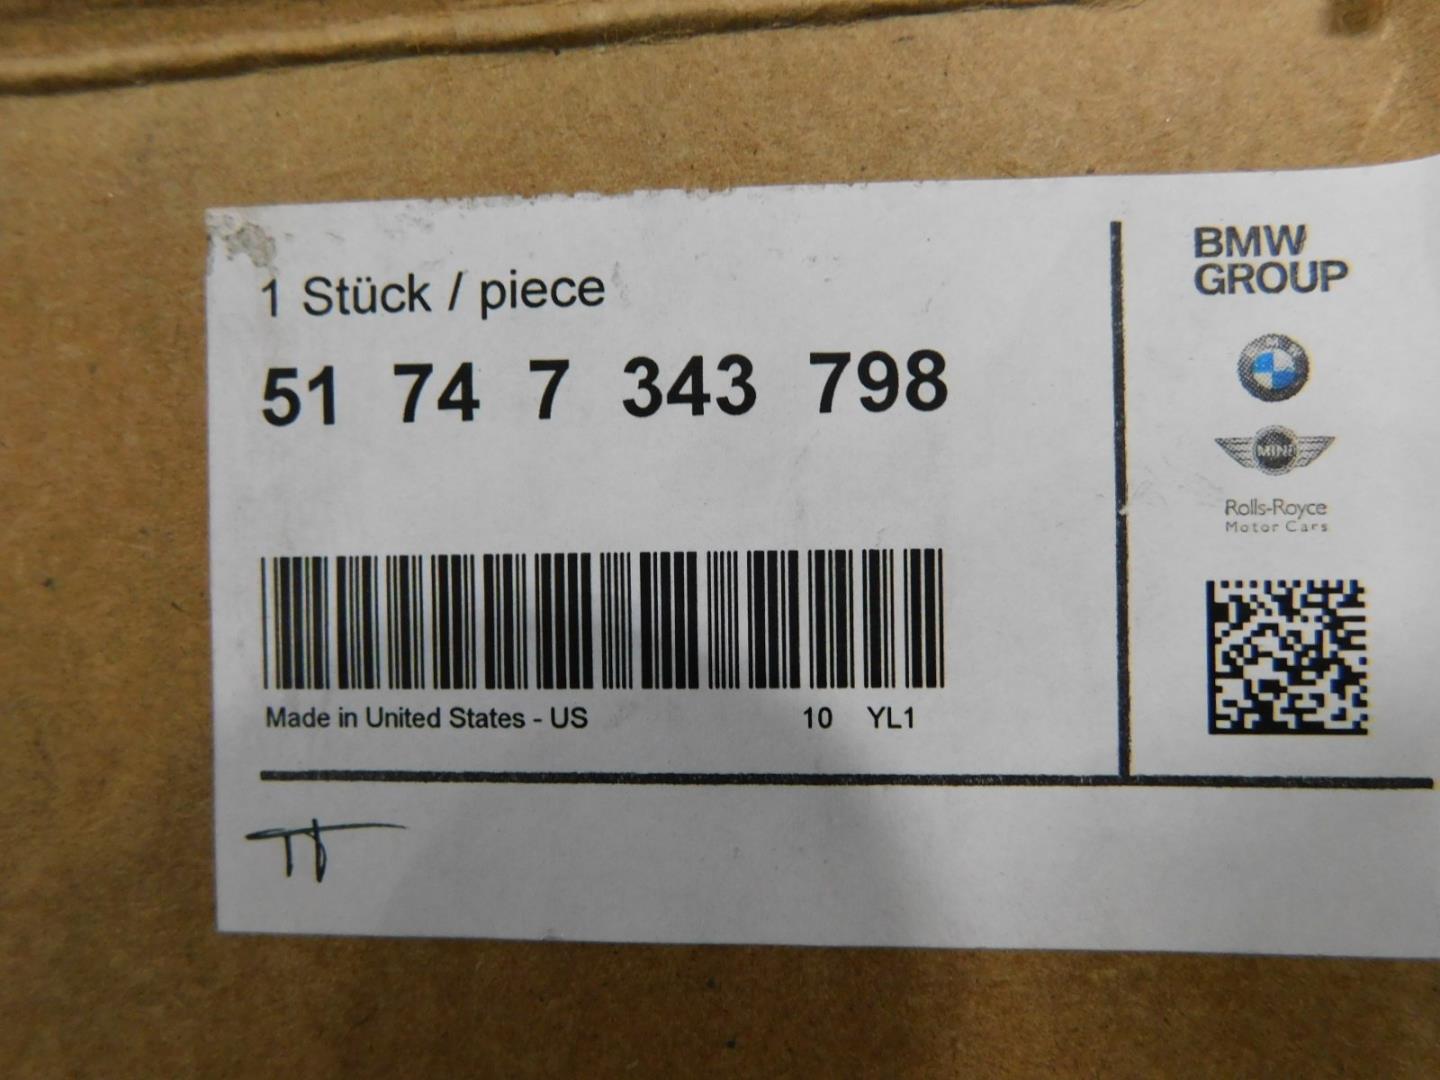 1 Stück / piece
51 74 7 343 798
Made in United States - US
10 YL1
BMW
GROUP
MINI
Rolls-Royce
Motor Cars